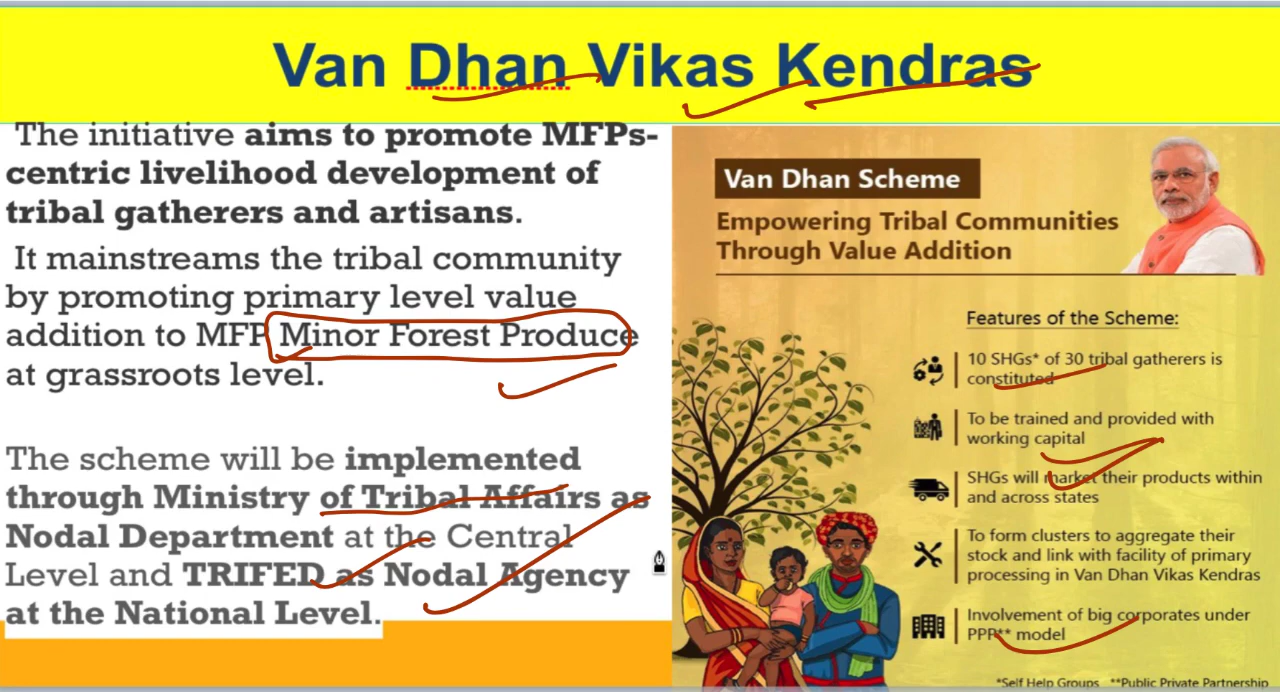 Van Dhan Vikas Kendras
The initiative aims to promote MFPs-
centric livelihood development of
tribal gatherers and artisans.
It mainstreams the tribal community
by promoting primary level value
addition to MFP Minor Forest Produce
at grassroots level.
The scheme will be implemented
through Ministry of Tribal Affairs as
Nodal Department at the Central
Level and TRIFED as Nodal Agency
at the National Level.
Van Dhan Scheme
Empowering Tribal Communities
Through Value Addition
Features of the Scheme:
10 SHGs* of 30 tribal gatherers is
constituted
To be trained and provided with
working capital
SHGs will market their products within
and across states
To form clusters to aggregate their
stock and link with facility of primary
processing in Van Dhan Vikas Kendras
Involvement of big corporates under
PPP** model
*Self Help Groups **Public Private Partnership